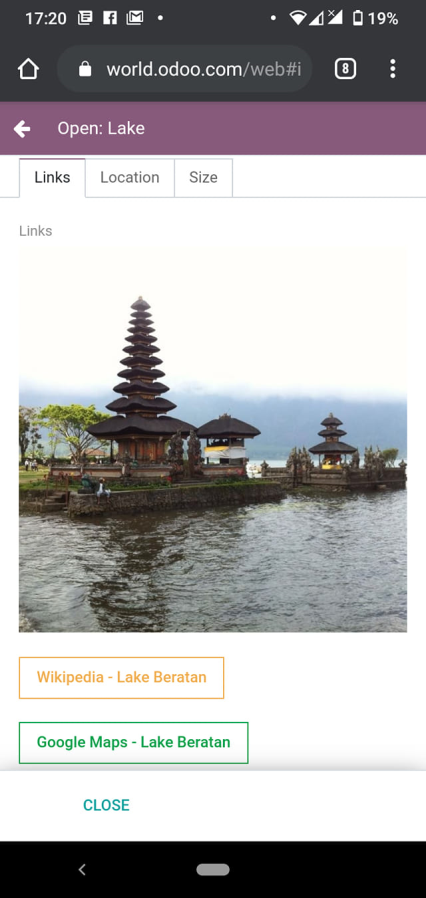 17:20
19%
world.odoo.com/web#i
8
Open: Lake
Links
Location
Size
Links
Wikipedia - Lake Beratan
Google Maps - Lake Beratan
CLOSE